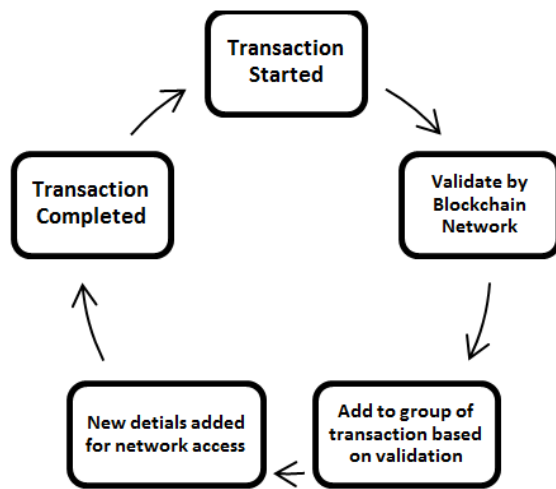 Transaction
Started
Validate by
Blockchain
Network
Add to group of
transaction based
on validation
New detials added
for network access
Transaction
Completed